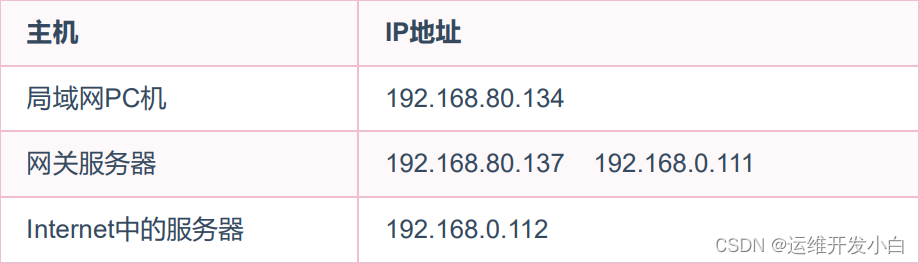 主机 IP地址
局域网PC机 192.168.80.134
网关服务器 192.168.80.137 192.168.0.111
Internet中的服务器 192.168.0.112
CSDN @运维开发小白